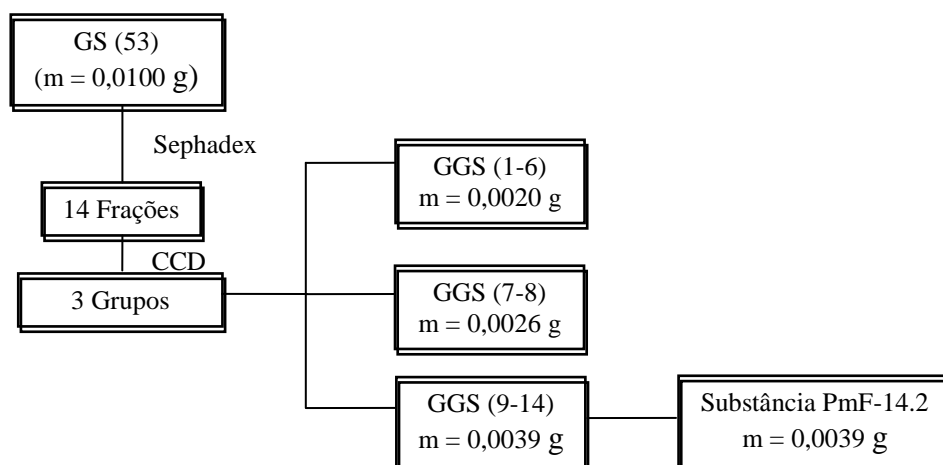 GS (53)
(m = 0,0100 g)
Sephadex
14 Frações
CCD
3 Grupos
GGS (1-6)
m = 0,0020 g
GGS (7-8)
m = 0,0026 g
GGS (9-14)
m = 0,0039 g
Substância PmF-14.2
m = 0,0039 g